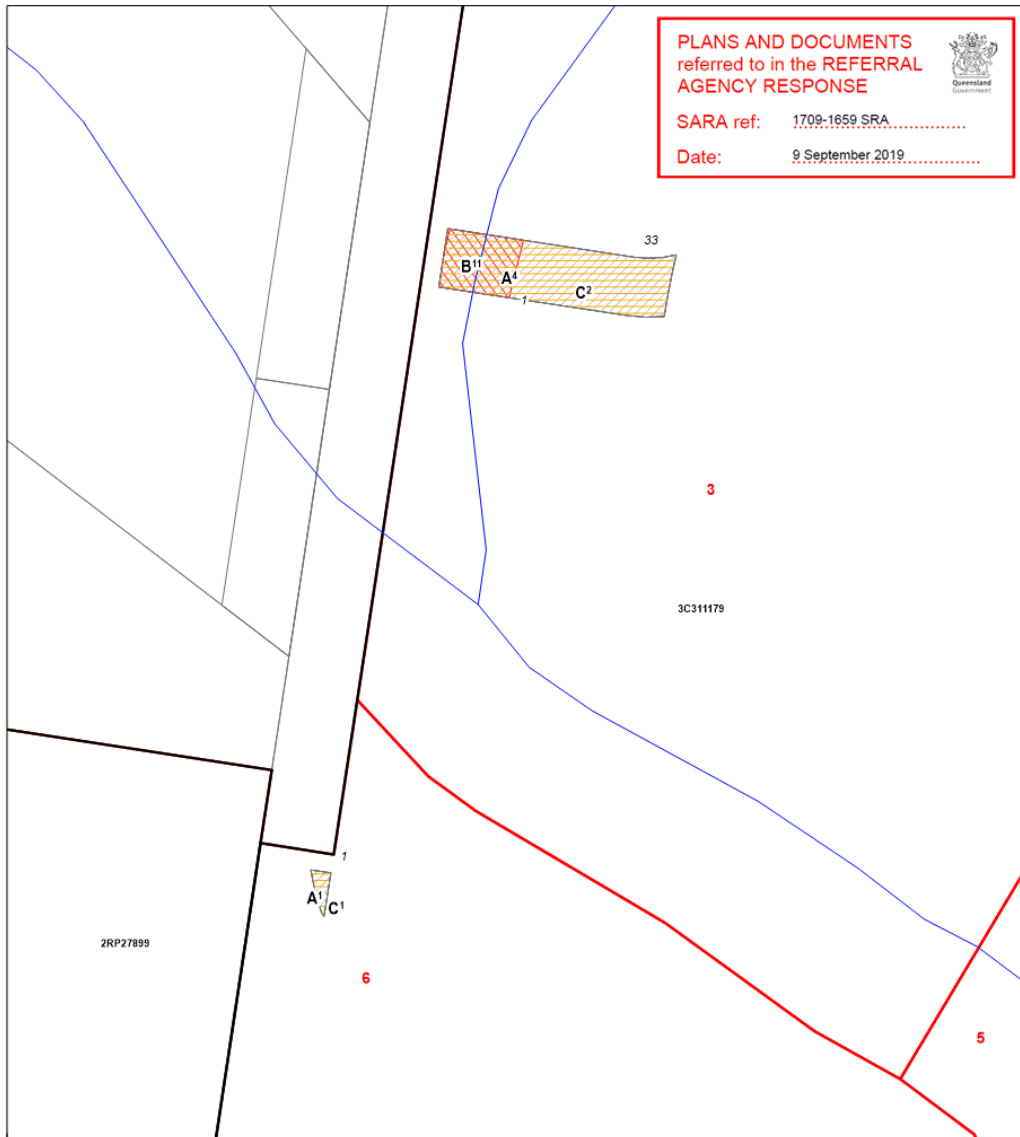 PLANS AND DOCUMENTS
referred to in the REFERRAL
AGENCY RESPONSE
Queensland
Government
SARA ref: 1709-1659 SRA
Date: 9 September 2019
33
B¹¹
A⁴
C²
1
3
3C311179
1
A¹
C¹
2RP27899
6
5